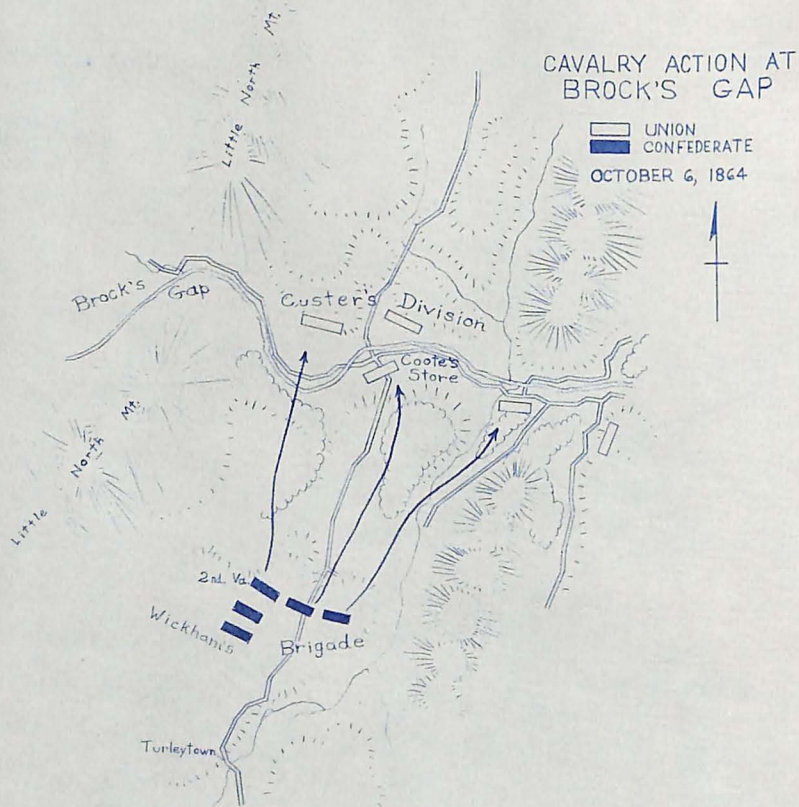 CAVALRY ACTION AT
BROCK'S GAP
UNION
CONFEDERATE
OCTOBER 6, 1864
Little North Mt.
Brock's Gap
Custer's Division
Coote's
Store
Little North Mt.
2nd. Va.
Wickham's Brigade
Turleytown